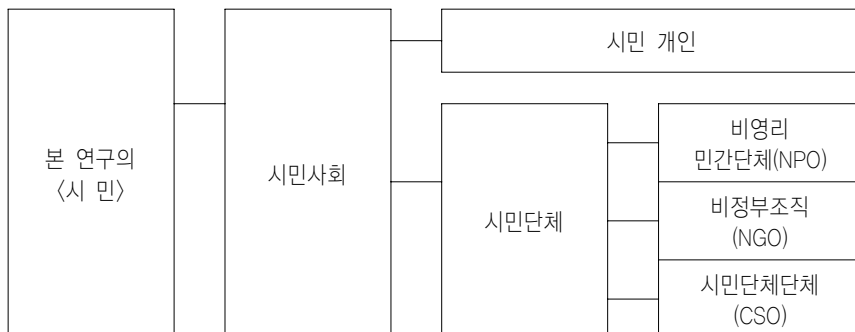 본 연구의
〈시 민〉
시민사회
시민 개인
시민단체
비영리
민간단체(NPO)
비정부조직
(NGO)
시민단체단체
(CSO)